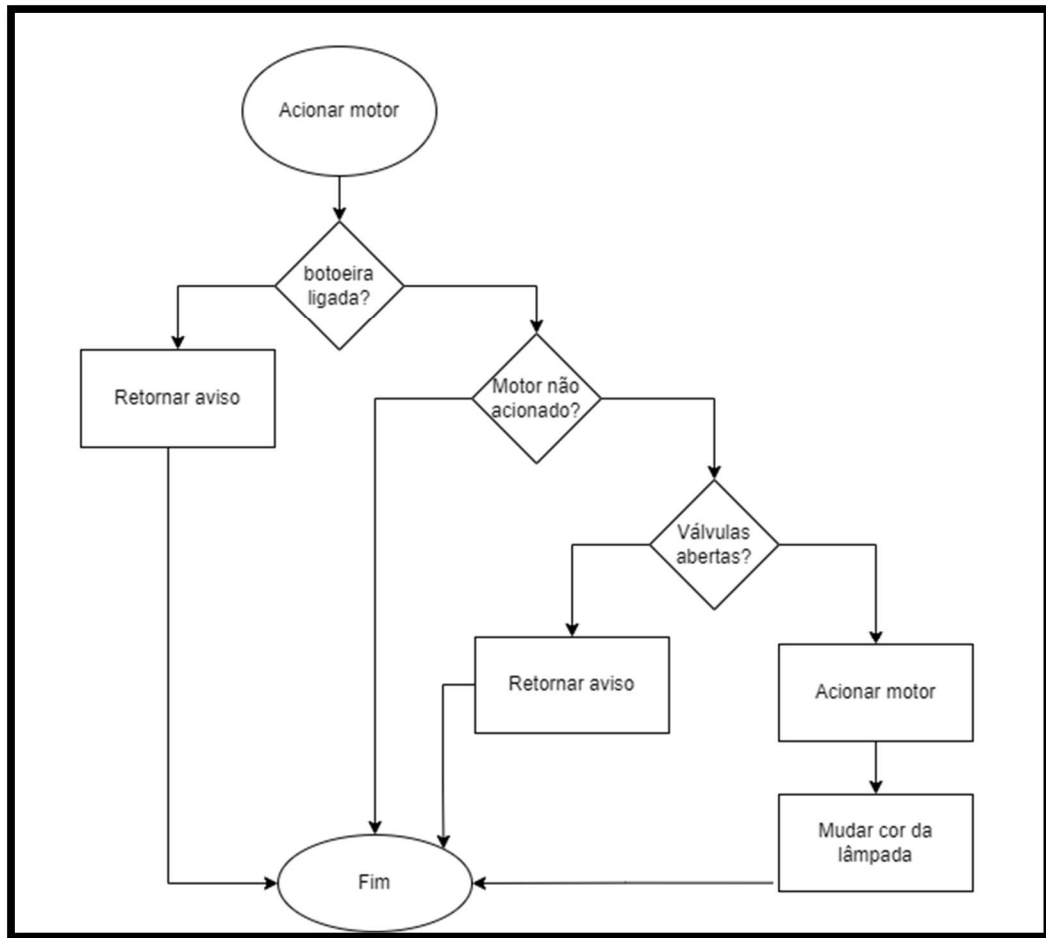 Acionar motor
botoeira
ligada?
Retornar aviso
Motor não
acionado?
Válvulas
abertas?
Retornar aviso
Acionar motor
Mudar cor da
lâmpada
Fim